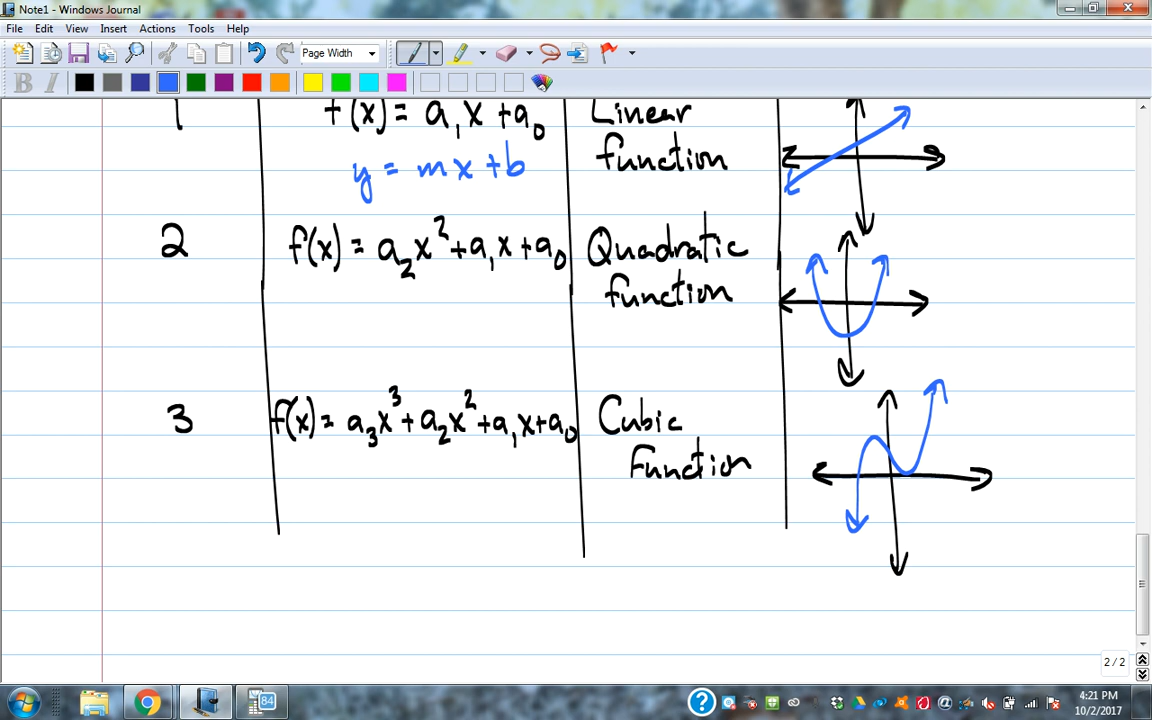 Note1 - Windows Journal
File Edit View Insert Actions Tools Help
Page Width
B I
1 f(x) = a₁x + a₀ Linear
y = mx + b function
2 f(x) = a₂x² + a₁x + a₀ Quadratic
function
3 f(x) = a₃x³ + a₂x² + a₁x + a₀ Cubic
Function
2 / 2
84
4:21 PM
10/2/2017